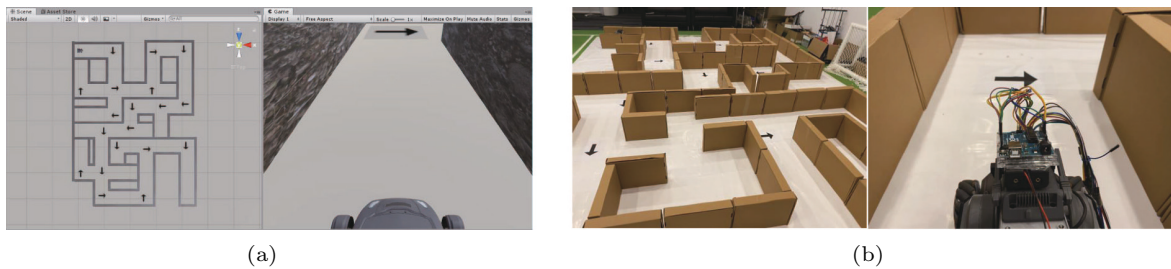 Scene Asset Store
Shaded 2D Gizmos
Game
Display 1 Free Aspect Scale 1x Maximize On Play Mute Audio Stats Gizmos
(a)
(b)